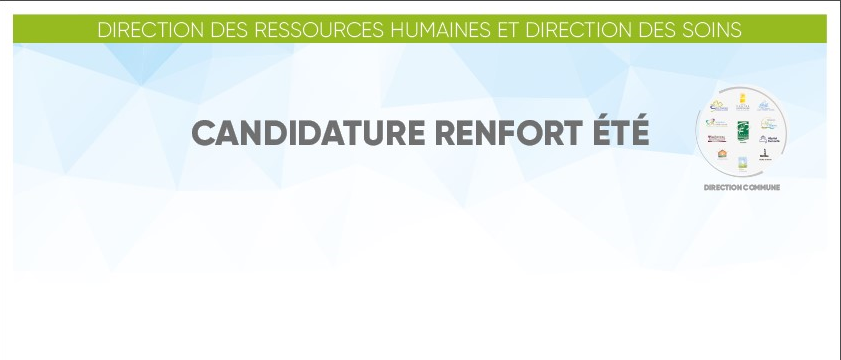 DIRECTION DES RESSOURCES HUMAINES ET DIRECTION DES SOINS
CANDIDATURE RENFORT ÉTÉ
DIRECTION COMMUNE